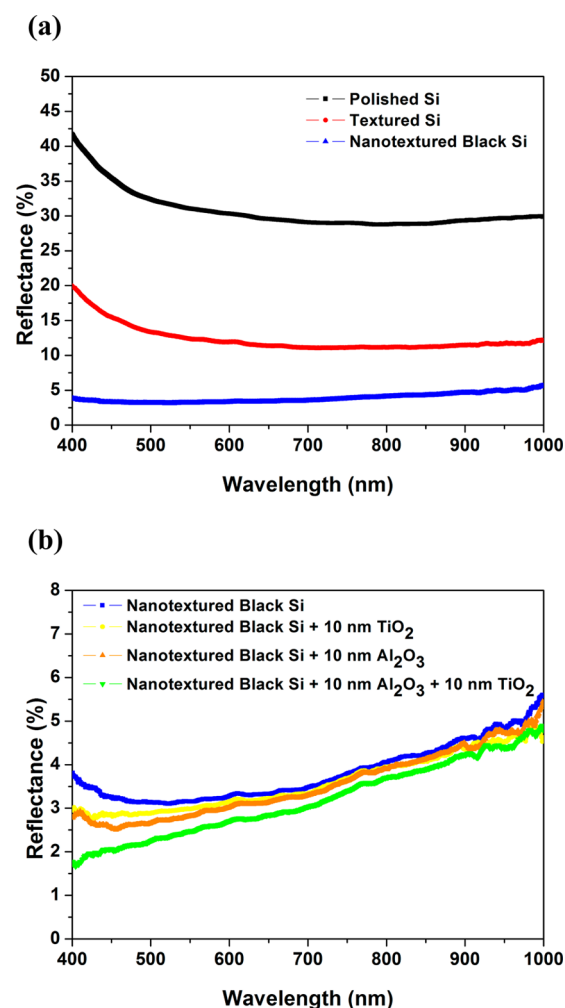 (a)
50
45
40
35
30
25
20
15
10
5
0
Reflectance (%)
Polished Si
Textured Si
Nanotextured Black Si
400 500 600 700 800 900 1000
Wavelength (nm)
(b)
8
7
6
5
4
3
2
1
0
Reflectance (%)
Nanotextured Black Si
Nanotextured Black Si + 10 nm TiO₂
Nanotextured Black Si + 10 nm Al₂O₃
Nanotextured Black Si + 10 nm Al₂O₃ + 10 nm TiO₂
400 500 600 700 800 900 1000
Wavelength (nm)